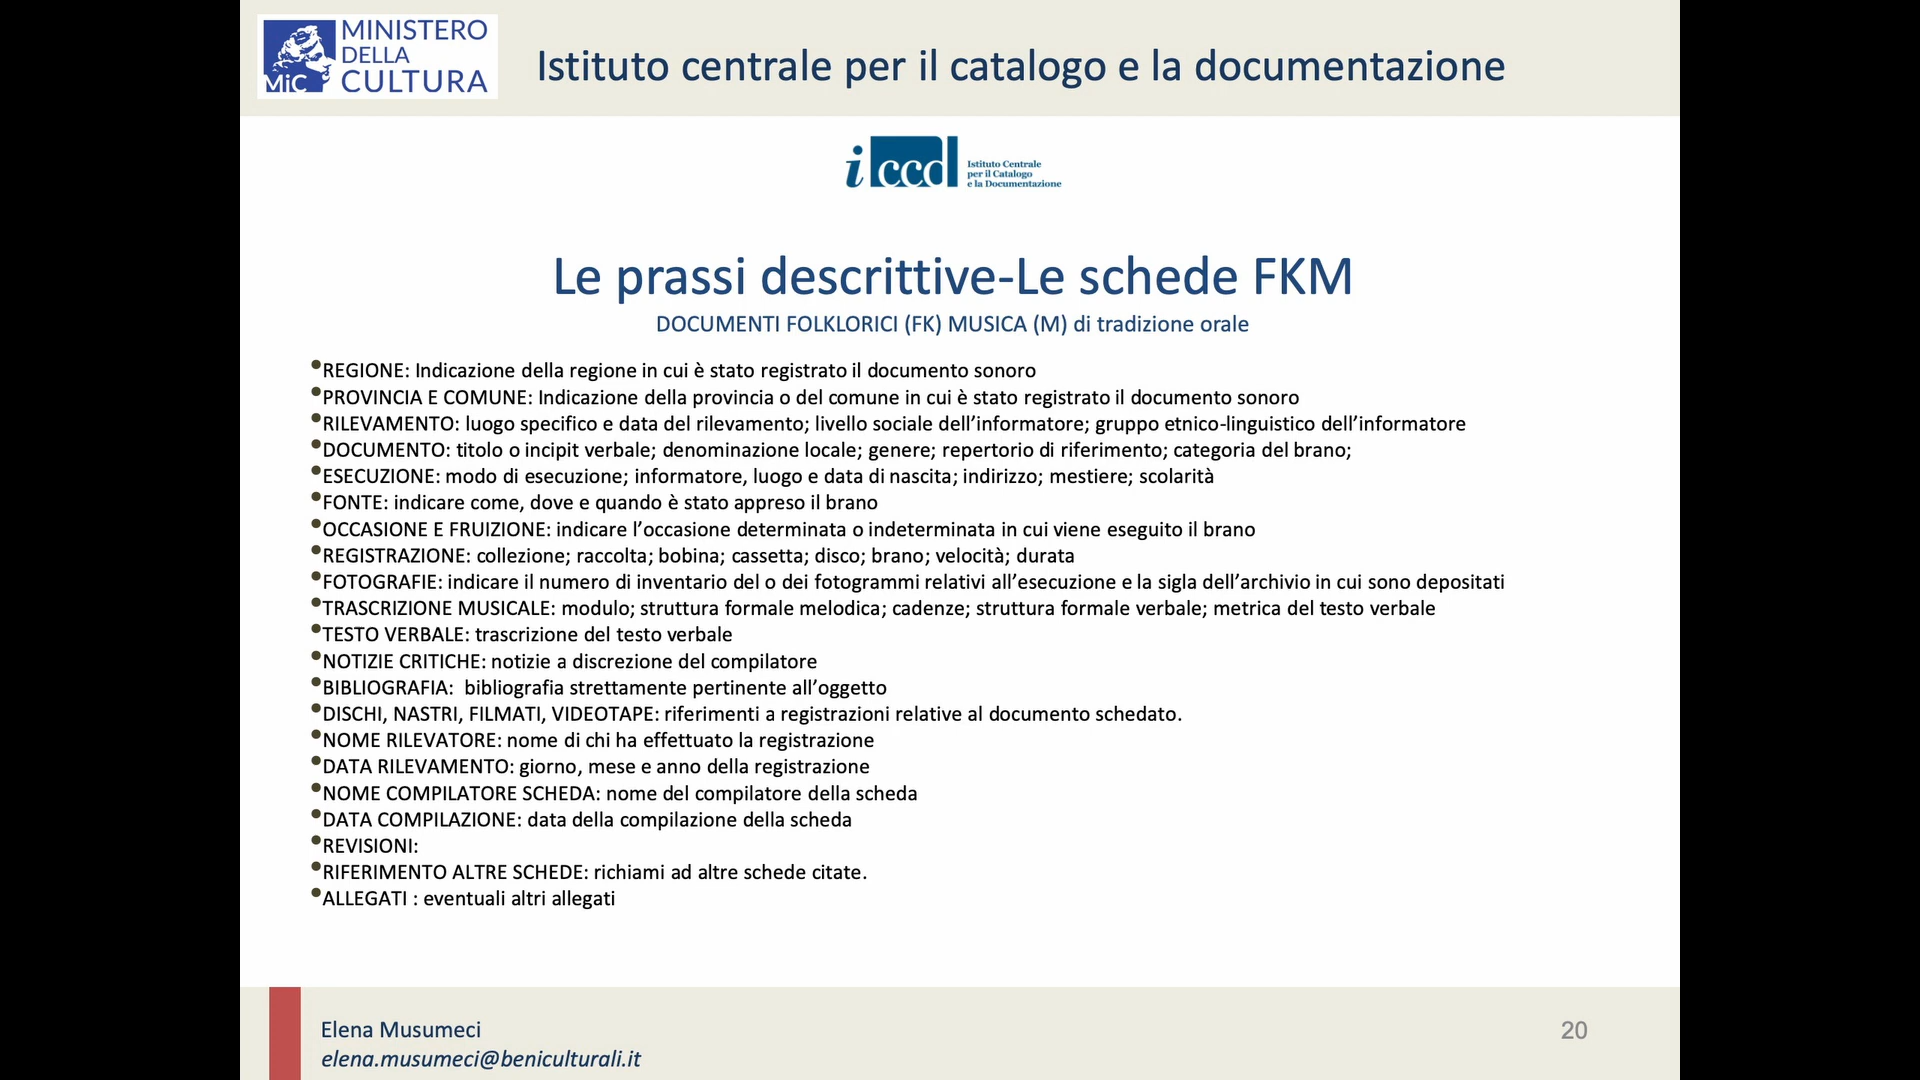 MINISTERO
DELLA
CULTURA
MiC
Istituto centrale per il catalogo e la documentazione
iccd
Istituto Centrale
per il Catalogo
e la Documentazione
Le prassi descrittive-Le schede FKM
DOCUMENTI FOLKLORICI (FK) MUSICA (M) di tradizione orale
•REGIONE: Indicazione della regione in cui è stato registrato il documento sonoro
•PROVINCIA E COMUNE: Indicazione della provincia o del comune in cui è stato registrato il documento sonoro
•RILEVAMENTO: luogo specifico e data del rilevamento; livello sociale dell’informatore; gruppo etnico-linguistico dell’informatore
•DOCUMENTO: titolo o incipit verbale; denominazione locale; genere; repertorio di riferimento; categoria del brano;
•ESECUZIONE: modo di esecuzione; informatore, luogo e data di nascita; indirizzo; mestiere; scolarità
•FONTE: indicare come, dove e quando è stato appreso il brano
•OCCASIONE E FRUIZIONE: indicare l’occasione determinata o indeterminata in cui viene eseguito il brano
•REGISTRAZIONE: collezione; raccolta; bobina; cassetta; disco; brano; velocità; durata
•FOTOGRAFIE: indicare il numero di inventario del o dei fotogrammi relativi all’esecuzione e la sigla dell’archivio in cui sono depositati
•TRASCRIZIONE MUSICALE: modulo; struttura formale melodica; cadenze; struttura formale verbale; metrica del testo verbale
•TESTO VERBALE: trascrizione del testo verbale
•NOTIZIE CRITICHE: notizie a discrezione del compilatore
•BIBLIOGRAFIA:  bibliografia strettamente pertinente all’oggetto
•DISCHI, NASTRI, FILMATI, VIDEOTAPE: riferimenti a registrazioni relative al documento schedato.
•NOME RILEVATORE: nome di chi ha effettuato la registrazione
•DATA RILEVAMENTO: giorno, mese e anno della registrazione
•NOME COMPILATORE SCHEDA: nome del compilatore della scheda
•DATA COMPILAZIONE: data della compilazione della scheda
•REVISIONI:
•RIFERIMENTO ALTRE SCHEDE: richiami ad altre schede citate.
•ALLEGATI : eventuali altri allegati
Elena Musumeci
elena.musumeci@beniculturali.it
20